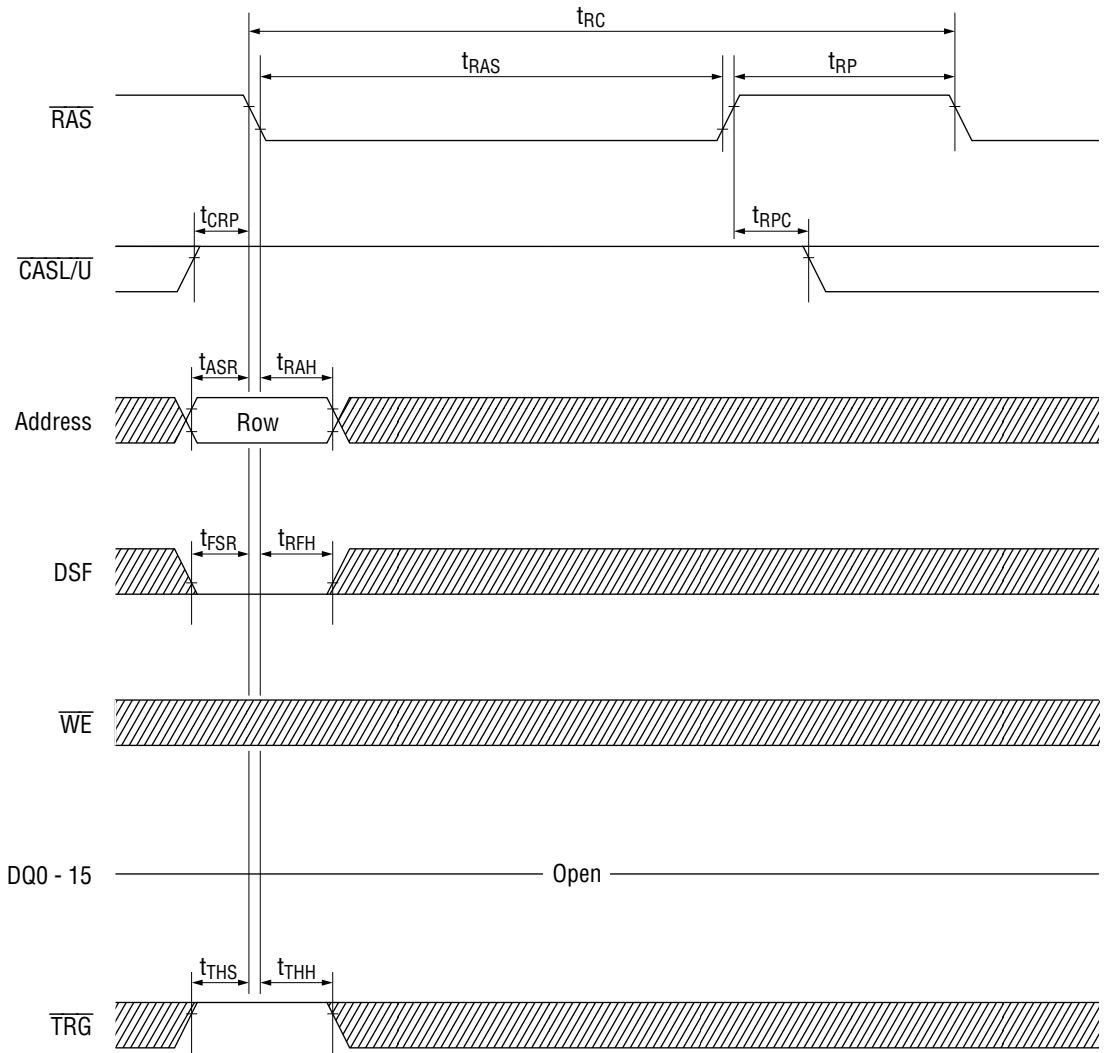 tRC
tRAS
tRP
RAS
tCRP
tRPC
CASL/U
tASR
tRAH
Address
Row
tFSR
tRFH
DSF
WE
DQ0 - 15
Open
tTHS
tTHH
TRG